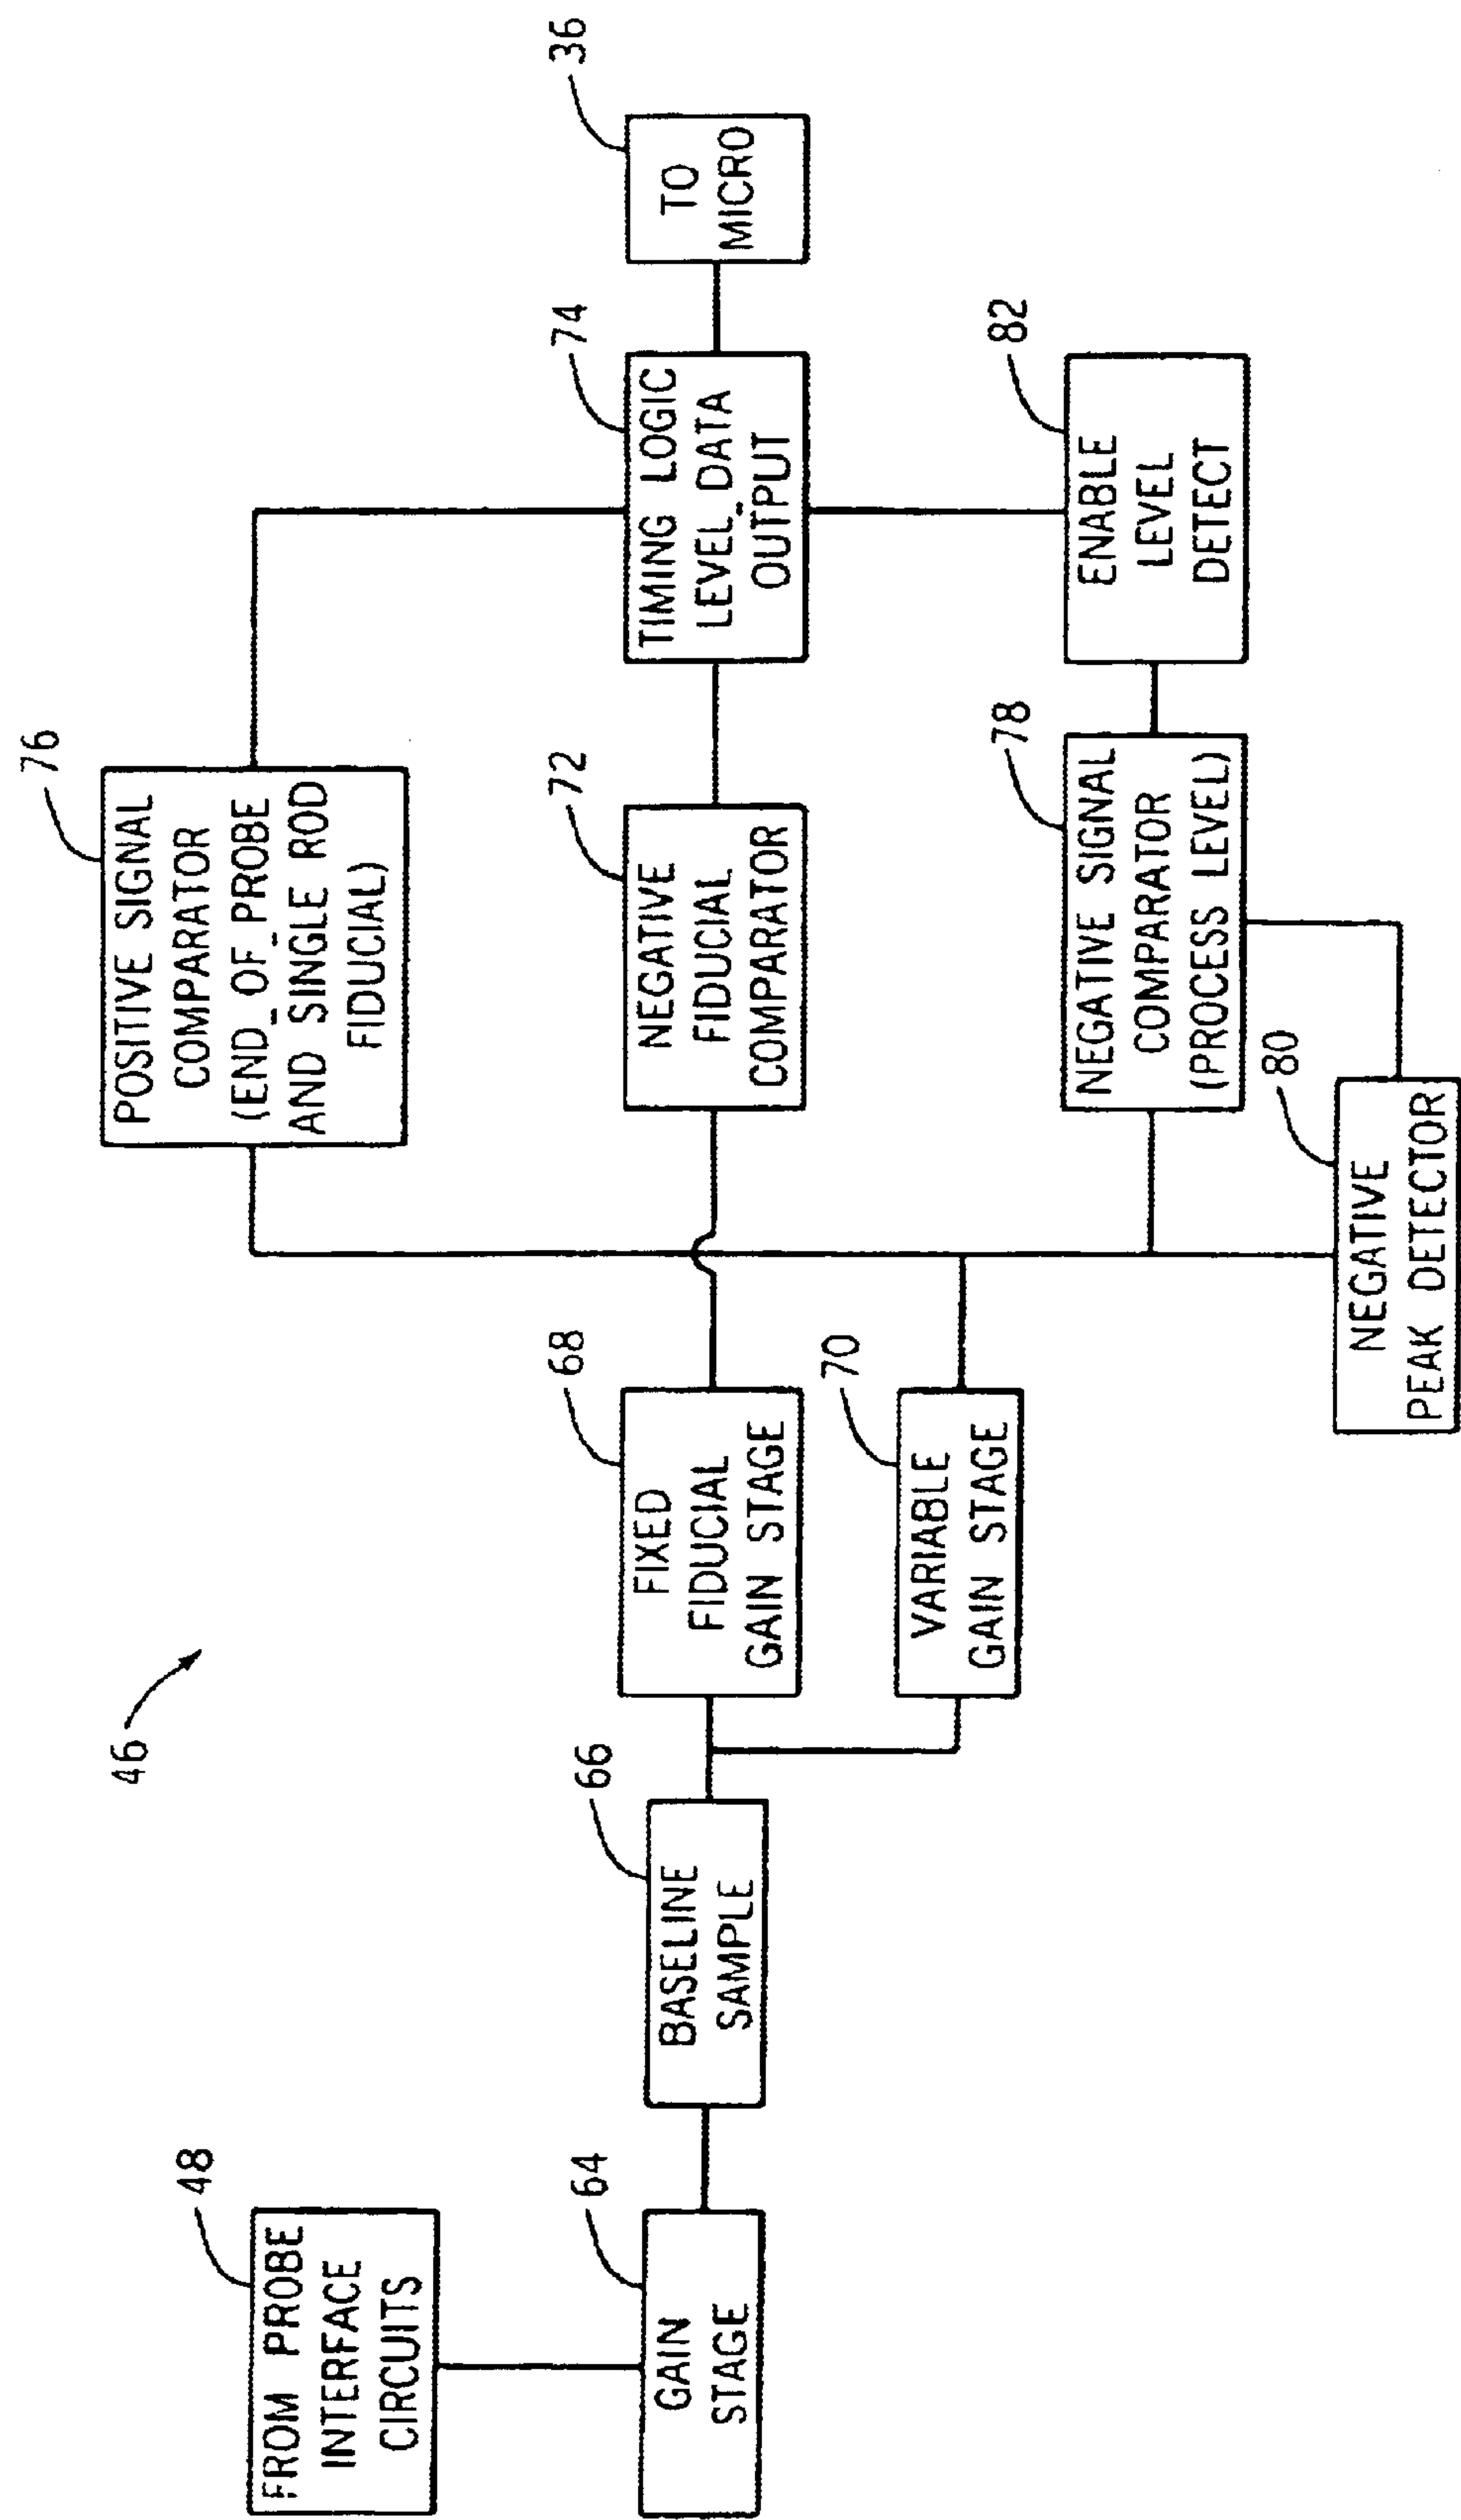 46
48
FROM PROBE
INTERFACE
CIRCUITS
64
GAIN
STAGE
66
BASELINE
SAMPLE
68
FIXED
FIDUCIAL
GAIN STAGE
70
VARIABLE
GAIN STAGE
76
POSITIVE SIGNAL
COMPARATOR
(END_OF_PROBE
AND SINGLE ROD
FIDUCIAL)
72
NEGATIVE
FIDUCIAL
COMPARATOR
78
NEGATIVE SIGNAL
COMPARATOR
(PROCESS LEVEL)
80
NEGATIVE
PEAK DETECTOR
74
TIMING LOGIC
LEVEL_DATA
OUTPUT
82
ENABLE
LEVEL
DETECT
36
TO
MICRO